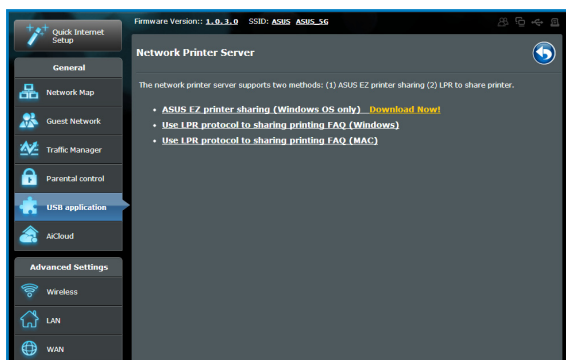 Quick Internet
Setup
Firmware Version:: 1.0.3.0 SSID: ASUS ASUS_5G
General
Network Map
Guest Network
Traffic Manager
Parental control
USB application
AiCloud
Advanced Settings
Wireless
LAN
WAN
Network Printer Server
The network printer server supports two methods: (1) ASUS EZ printer sharing (2) LPR to share printer.
ASUS EZ printer sharing (Windows OS only) Download Now!
Use LPR protocol to sharing printing FAQ (Windows)
Use LPR protocol to sharing printing FAQ (MAC)